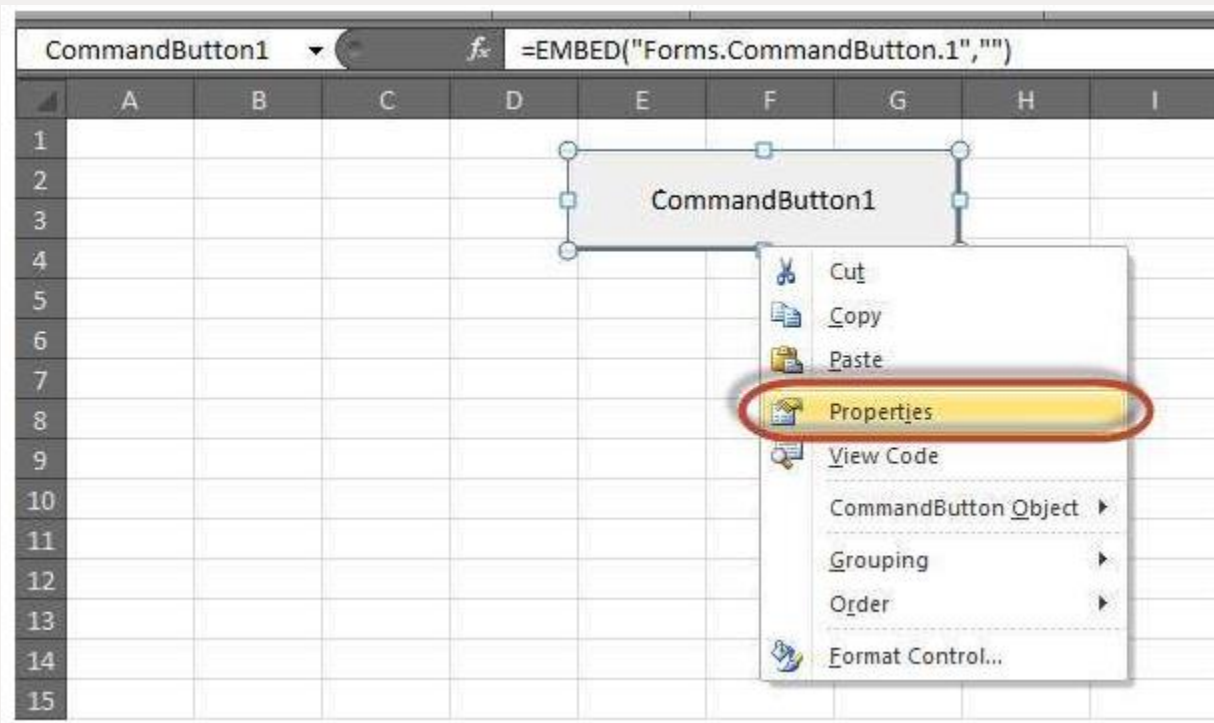 CommandButton1 fx =EMBED("Forms.CommandButton.1","")
A B C D E F G H I
1
2
CommandButton1
3
4
Cut
5
Copy
6
Paste
7
Properties
8
View Code
9
10
CommandButton Object
11
Grouping
12
Order
13
14
Format Control...
15